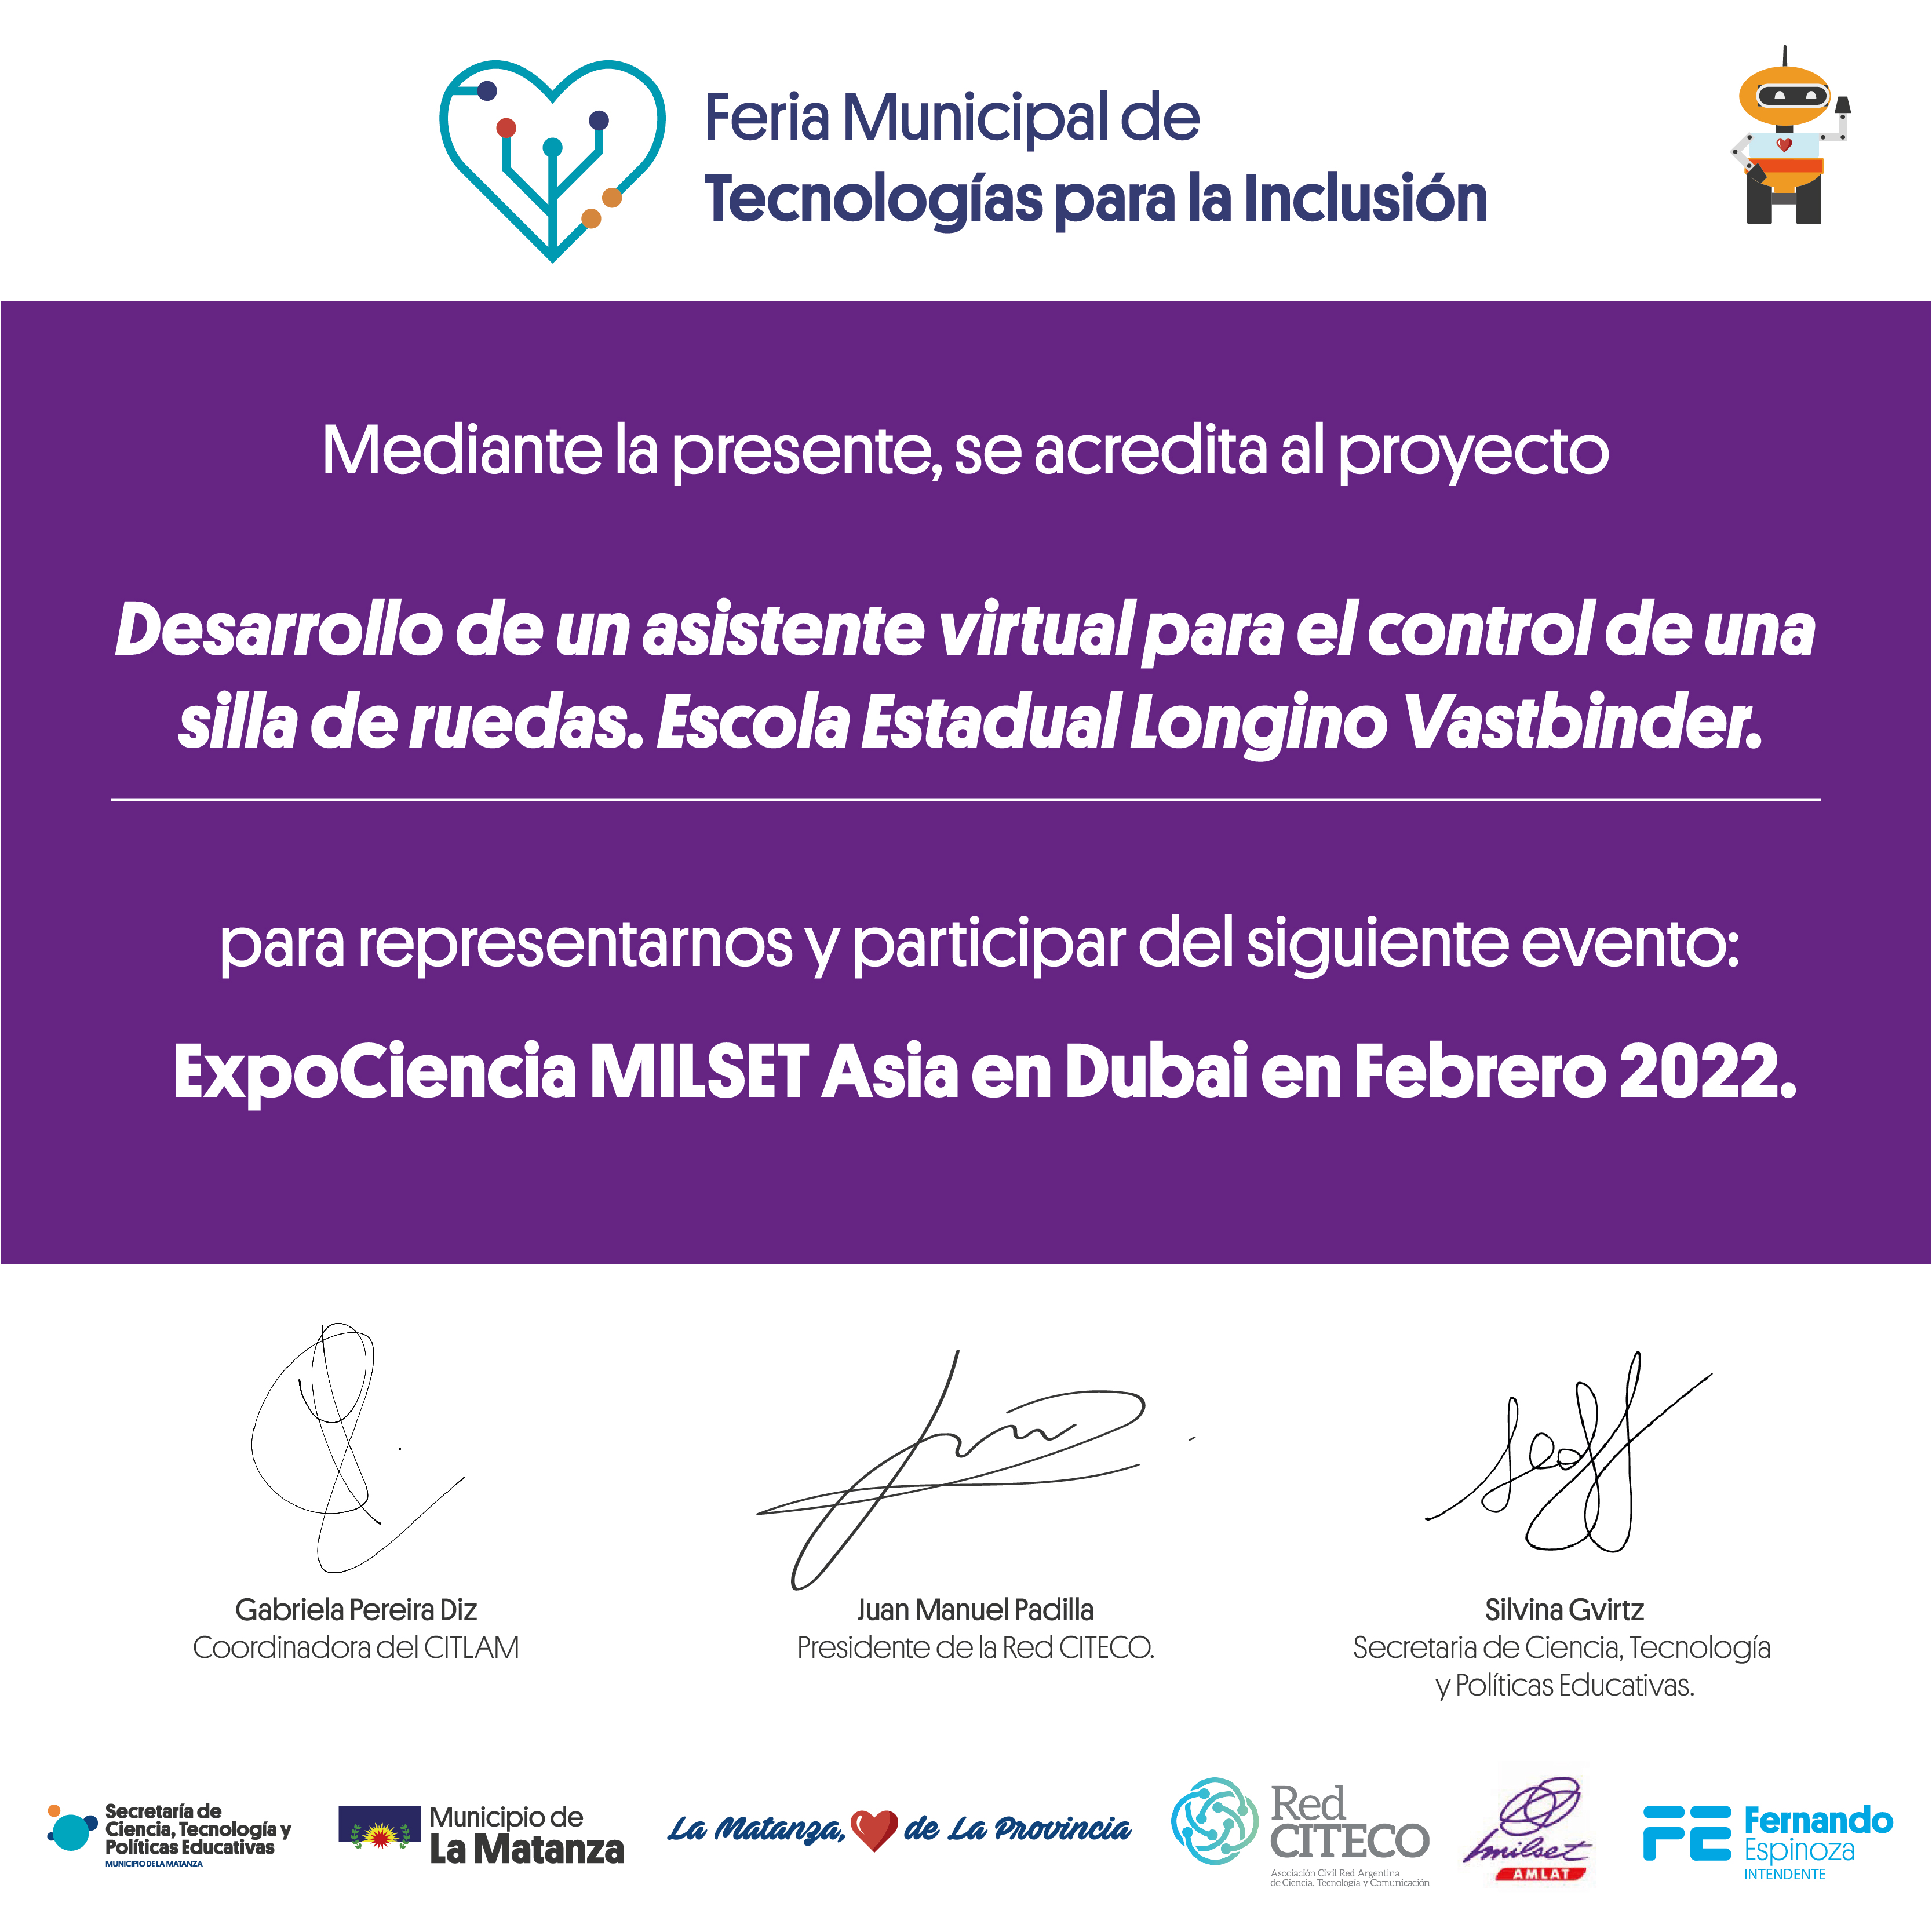 Feria Municipal de
Tecnologías para la Inclusión
Mediante la presente, se acredita al proyecto
Desarrollo de un asistente virtual para el control de una
silla de ruedas. Escola Estadual Longino Vastbinder.
para representarnos y participar del siguiente evento:
ExpoCiencia MILSET Asia en Dubai en Febrero 2022.
Gabriela Pereira Diz
Coordinadora del CITLAM
Juan Manuel Padilla
Presidente de la Red CITECO.
Silvina Gvirtz
Secretaria de Ciencia, Tecnología
y Políticas Educativas.
Secretaría de
Ciencia, Tecnología y
Políticas Educativas
MUNICIPIO DE LA MATANZA
Municipio de
La Matanza
La Matanza, de La Provincia
Red
CITECO
Asociación Civil Red Argentina
de Ciencia, Tecnología y Comunicación
milset
AMLAT
FE
Fernando
Espinoza
INTENDENTE